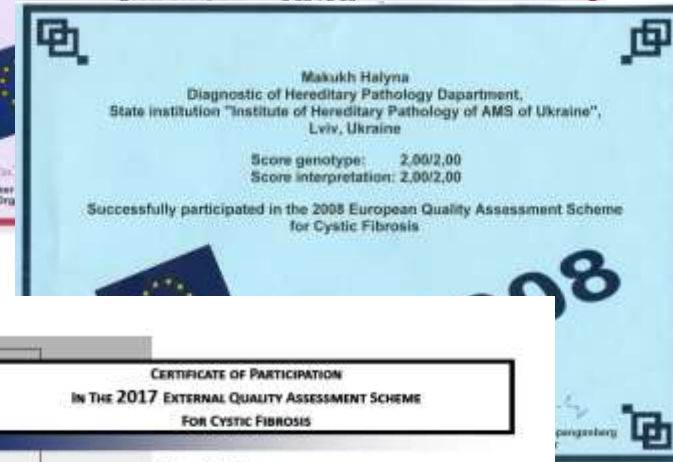 Makukh Halyna
Diagnostic of Hereditary Pathology Dapartment,
State institution "Institute of Hereditary Pathology of AMS of Ukraine",
Lviv, Ukraine
Score genotype: 2,00/2,00
Score interpretation: 2,00/2,00
Successfully participated in the 2008 European Quality Assessment Scheme
for Cystic Fibrosis
08
CERTIFICATE OF PARTICIPATION
IN THE 2017 EXTERNAL QUALITY ASSESSMENT SCHEME
FOR CYSTIC FIBROSIS